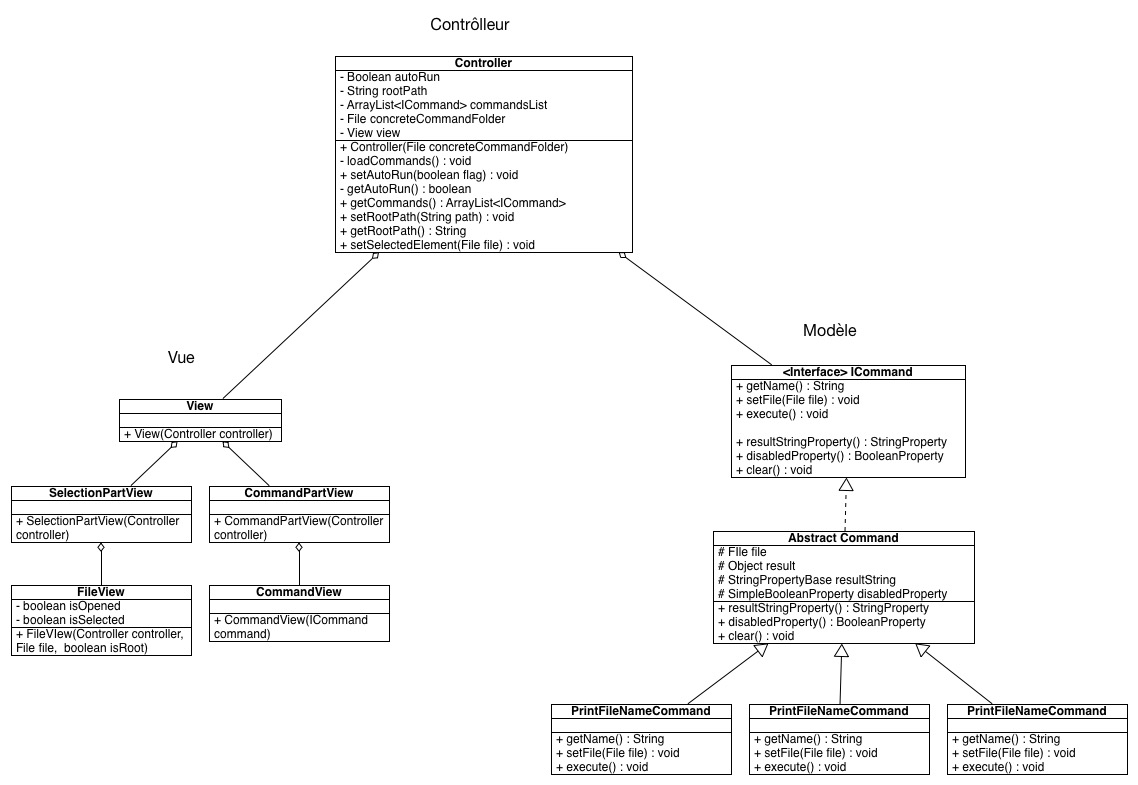 Contrôlleur
Controller
- Boolean autoRun
- String rootPath
- ArrayList<ICommand> commandsList
- File concreteCommandFolder
- View view
+ Controller(File concreteCommandFolder)
- loadCommands() : void
+ setAutoRun(boolean flag) : void
- getAutoRun() : boolean
+ getCommands() : ArrayList<ICommand>
+ setRootPath(String path) : void
+ getRootPath() : String
+ setSelectedElement(File file) : void
Vue
View
+ View(Controller controller)
SelectionPartView
+ SelectionPartView(Controller
controller)
CommandPartView
+ CommandPartView(Controller
controller)
FileView
- boolean isOpened
- boolean isSelected
+ FileVIew(Controller controller,
File file,  boolean isRoot)
CommandView
+ CommandView(ICommand
command)
Modèle
<Interface> ICommand
+ getName() : String
+ setFile(File file) : void
+ execute() : void
+ resultStringProperty() : StringProperty
+ disabledProperty() : BooleanProperty
+ clear() : void
Abstract Command
# FIle file
# Object result
# StringPropertyBase resultString
# SimpleBooleanProperty disabledProperty
+ resultStringProperty() : StringProperty
+ disabledProperty() : BooleanProperty
+ clear() : void
PrintFileNameCommand
+ getName() : String
+ setFile(File file) : void
+ execute() : void
PrintFileNameCommand
+ getName() : String
+ setFile(File file) : void
+ execute() : void
PrintFileNameCommand
+ getName() : String
+ setFile(File file) : void
+ execute() : void